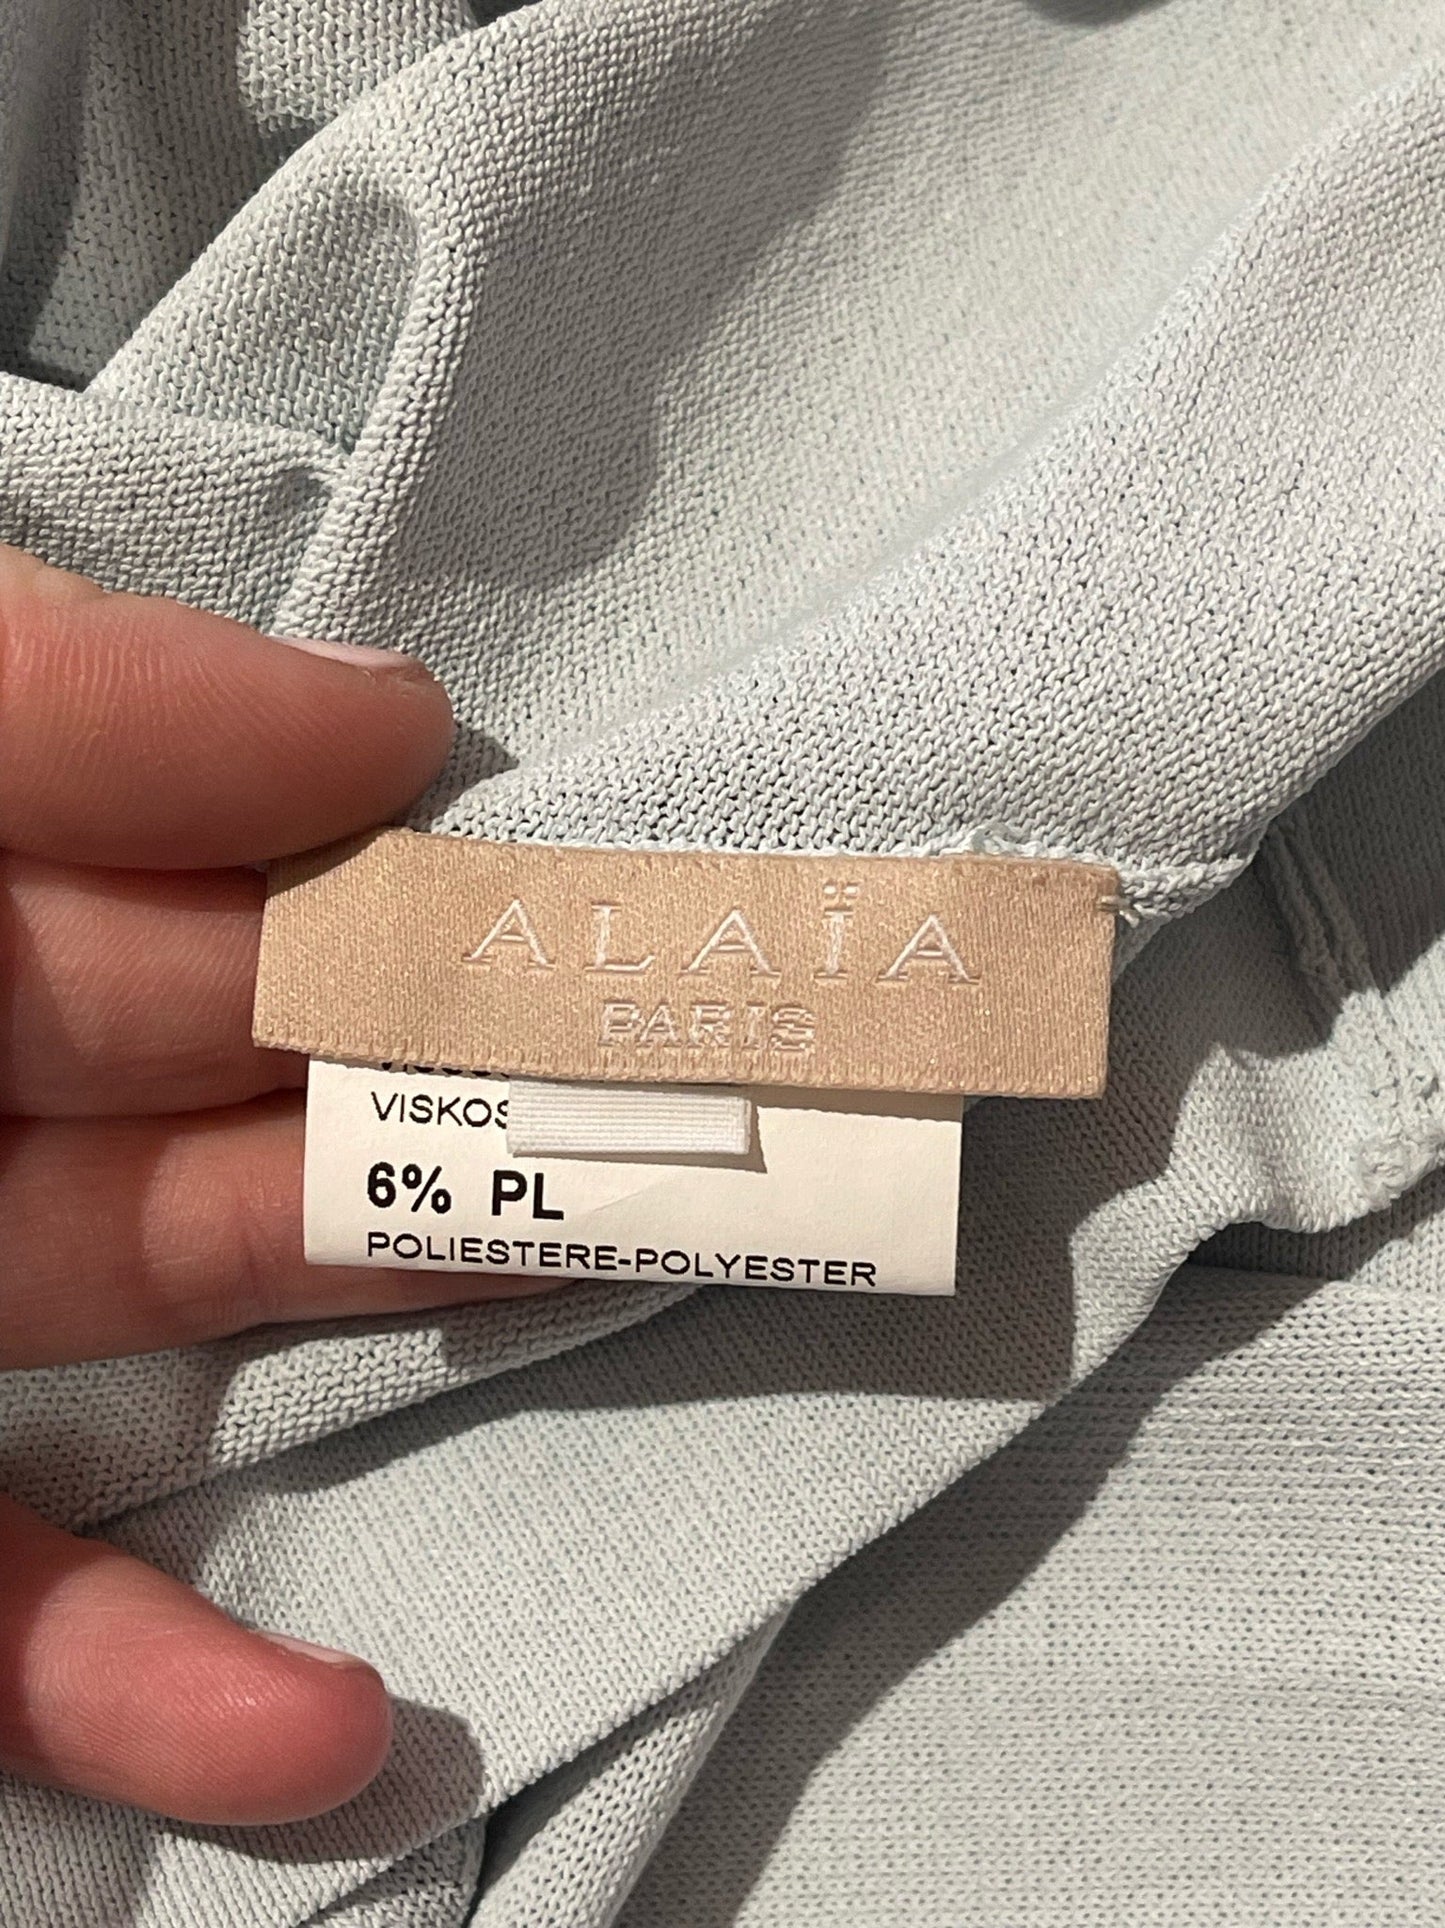 ALAÏA
PARIS
VISKOS
6% PL
POLIESTERE-POLYESTER